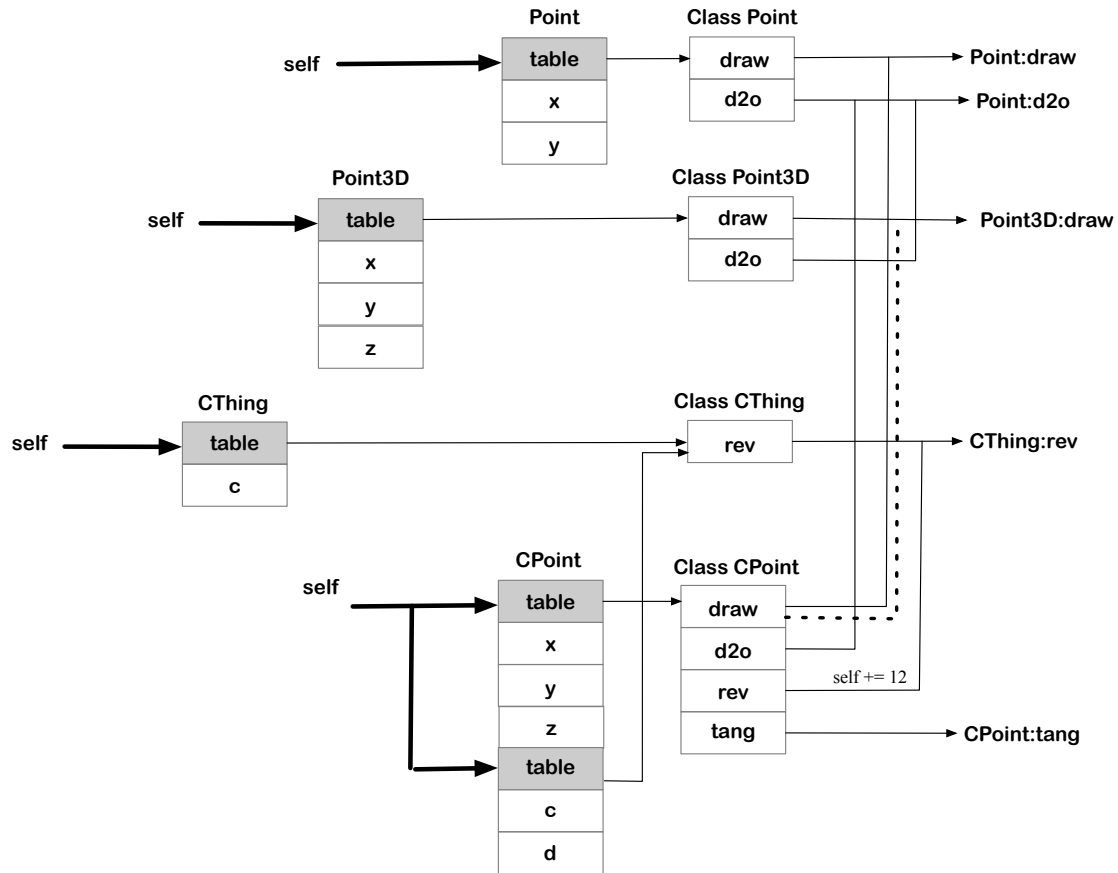 Point
Class Point
self
table
draw
Point:draw
x
d2o
Point:d2o
y
Point3D
Class Point3D
self
table
draw
Point3D:draw
x
d2o
y
z
CThing
Class CThing
self
table
rev
CThing:rev
c
CPoint
Class CPoint
self
table
draw
x
d2o
y
rev
self += 12
z
tang
CPoint:tang
table
c
d